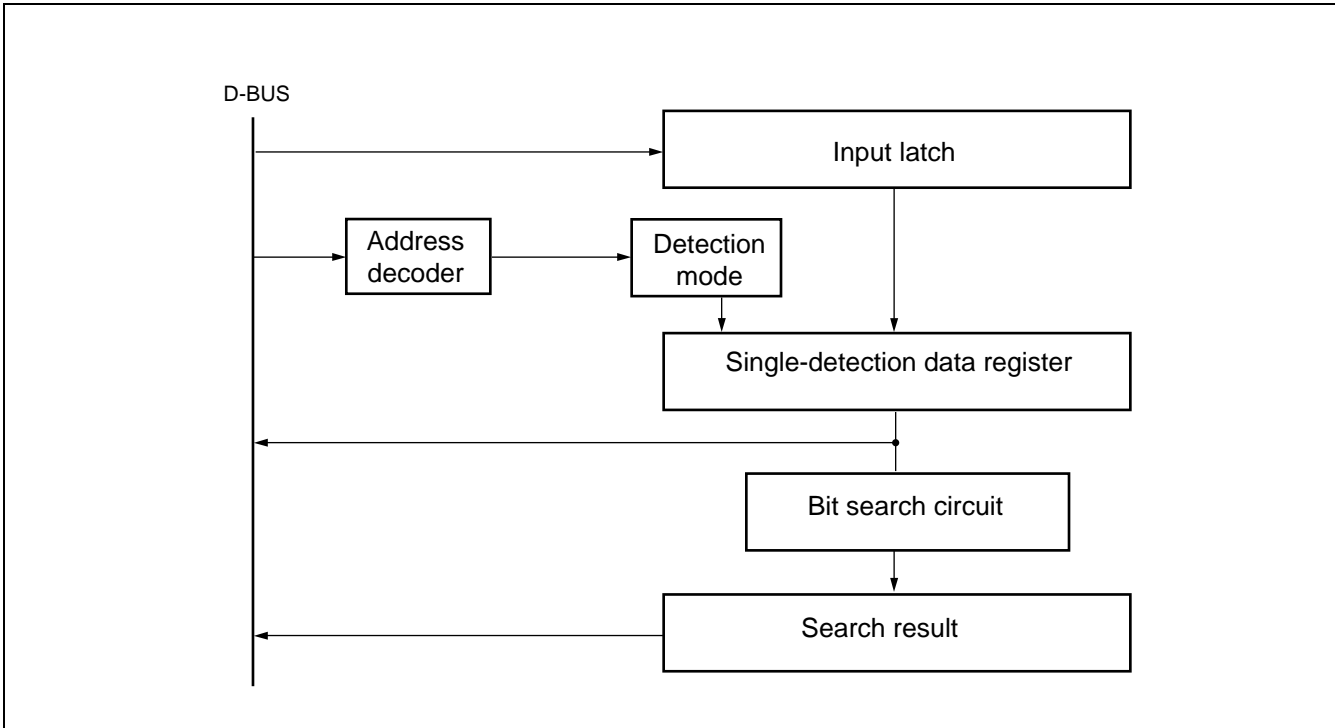 D-BUS
Input latch
Address
decoder
Detection
mode
Single-detection data register
Bit search circuit
Search result